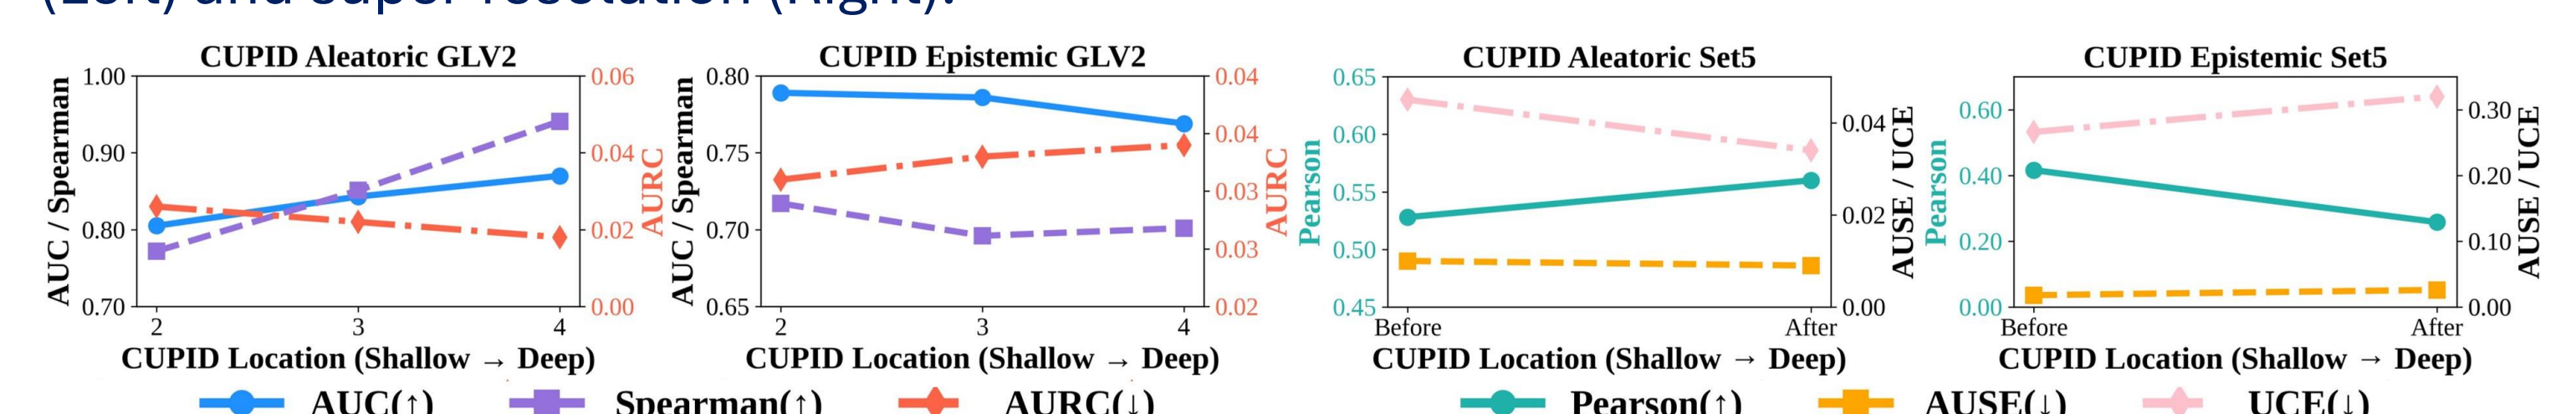 (Left) and super resolution (Right).
CUPID Aleatoric GLV2
AUC / Spearman
1.00
0.90
0.80
0.70
0.06
0.04
0.02
0.00
AURC
2 3 4
CUPID Location (Shallow → Deep)
CUPID Epistemic GLV2
AUC / Spearman
0.80
0.75
0.70
0.65
0.04
0.04
0.03
0.03
0.02
AURC
2 3 4
CUPID Location (Shallow → Deep)
CUPID Aleatoric Set5
Pearson
0.65
0.60
0.55
0.50
0.45
0.04
0.02
0.00
AUSE / UCE
Before After
CUPID Location (Shallow → Deep)
CUPID Epistemic Set5
Pearson
0.60
0.40
0.20
0.00
0.30
0.20
0.10
0.00
AUSE / UCE
Before After
CUPID Location (Shallow → Deep)
AUC(↑) Spearman(↑) AURC(↓) Pearson(↑) AUSE(↓) UCE(↓)